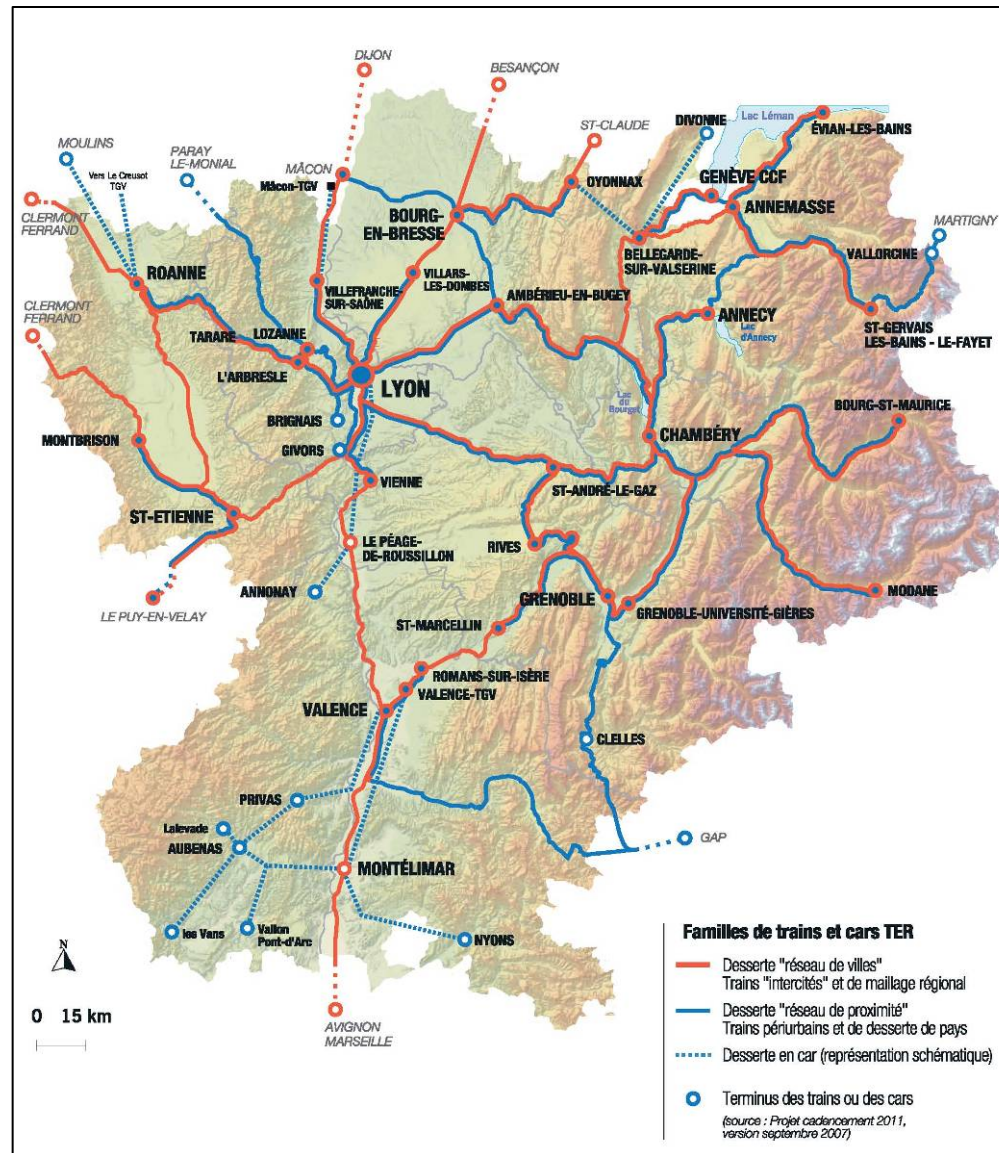 DIJON
BESANÇON
MOULINS
PARAY
LE-MONIAL
ST-CLAUDE
DIVONNE
Lac Léman
ÉVIAN-LES-BAINS
Vers Le Creusot
TGV
MÂCON
Mâcon-TGV
OYONNAX
GENÈVE CCF
ANNEMASSE
CLERMONT
FERRAND
BOURG-
EN-BRESSE
MARTIGNY
VALLORCINE
BELLEGARDE-
SUR-VALSERINE
ROANNE
VILLARS-
LES-DOMBES
VILLEFRANCHE-
SUR-SAÔNE
AMBÉRIEU-EN-BUGEY
ANNECY
Lac
d'Annecy
ST-GERVAIS
LES-BAINS - LE-FAYET
CLERMONT
FERRAND
TARARE
LOZANNE
L'ARBRESLE
LYON
Lac
du
Bourget
BOURG-ST-MAURICE
BRIGNAIS
MONTBRISON
GIVORS
CHAMBÉRY
VIENNE
ST-ANDRÉ-LE-GAZ
ST-ETIENNE
LE PÉAGE-
DE-ROUSSILLON
RIVES
ANNONAY
GRENOBLE
MODANE
LE PUY-EN-VELAY
GRENOBLE-UNIVERSITÉ-GIÈRES
ST-MARCELLIN
ROMANS-SUR-ISÈRE
VALENCE-TGV
VALENCE
CLELLES
PRIVAS
Lalevade
AUBENAS
GAP
MONTÉLIMAR
les Vans
Vallon
Pont-d'Arc
NYONS
N
0 15 km
AVIGNON
MARSEILLE
Familles de trains et cars TER
Desserte "réseau de villes"
Trains "intercités" et de maillage régional
Desserte "réseau de proximité"
Trains périurbains et de desserte de pays
Desserte en car (représentation schématique)
Terminus des trains ou des cars
(source : Projet cadencement 2011,
version septembre 2007)